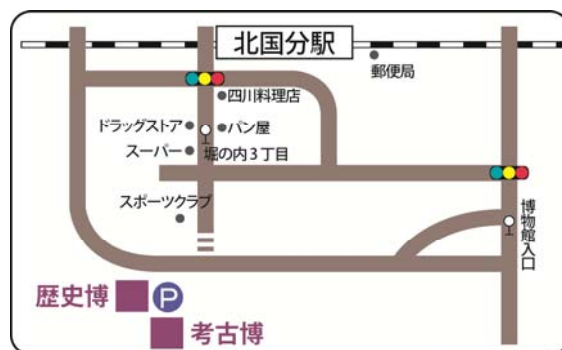 北国分駅
郵便局
四川料理店
ドラッグストア
パン屋
スーパー
堀の内3丁目
スポーツクラブ
博物館入口
歴史博
P
考古博